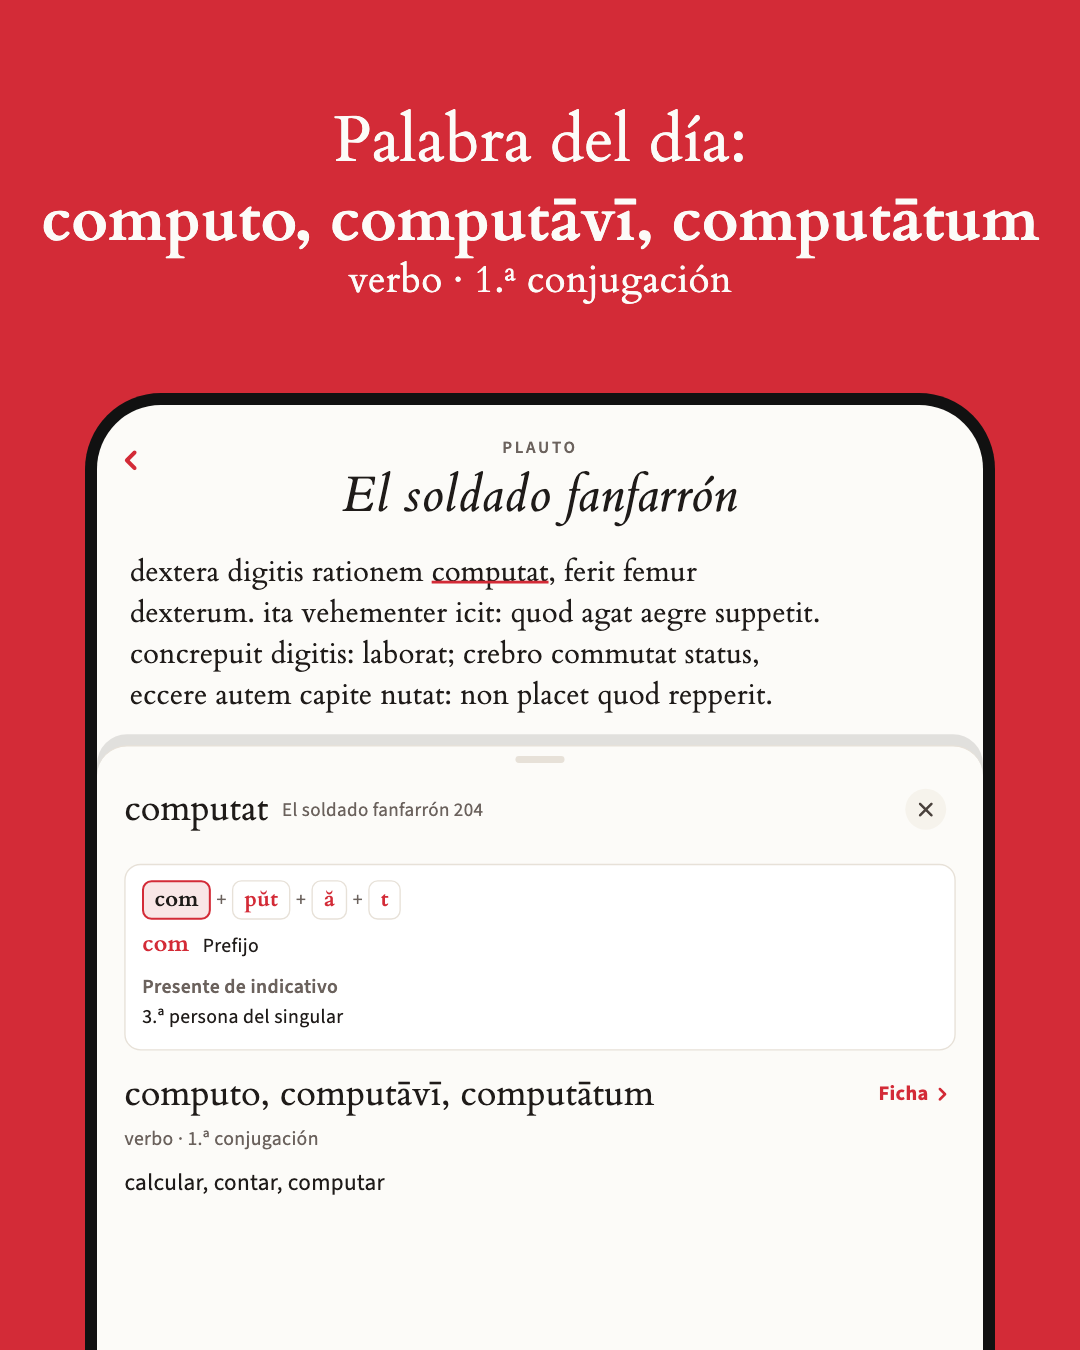 Palabra del día:
computo, computāvī, computātum
verbo · 1.ª conjugación
PLAUTO
El soldado fanfarrón
dextera digitis rationem computat, ferit femur
dexterum. ita vehementer icit: quod agat aegre suppetit.
concrepuit digitis: laborat; crebro commutat status,
eccere autem capite nutat: non placet quod repperit.
computat El soldado fanfarrón 204
com + pŭt + ă + t
com Prefijo
Presente de indicativo
3.ª persona del singular
computo, computāvī, computātum Ficha
verbo · 1.ª conjugación
calcular, contar, computar